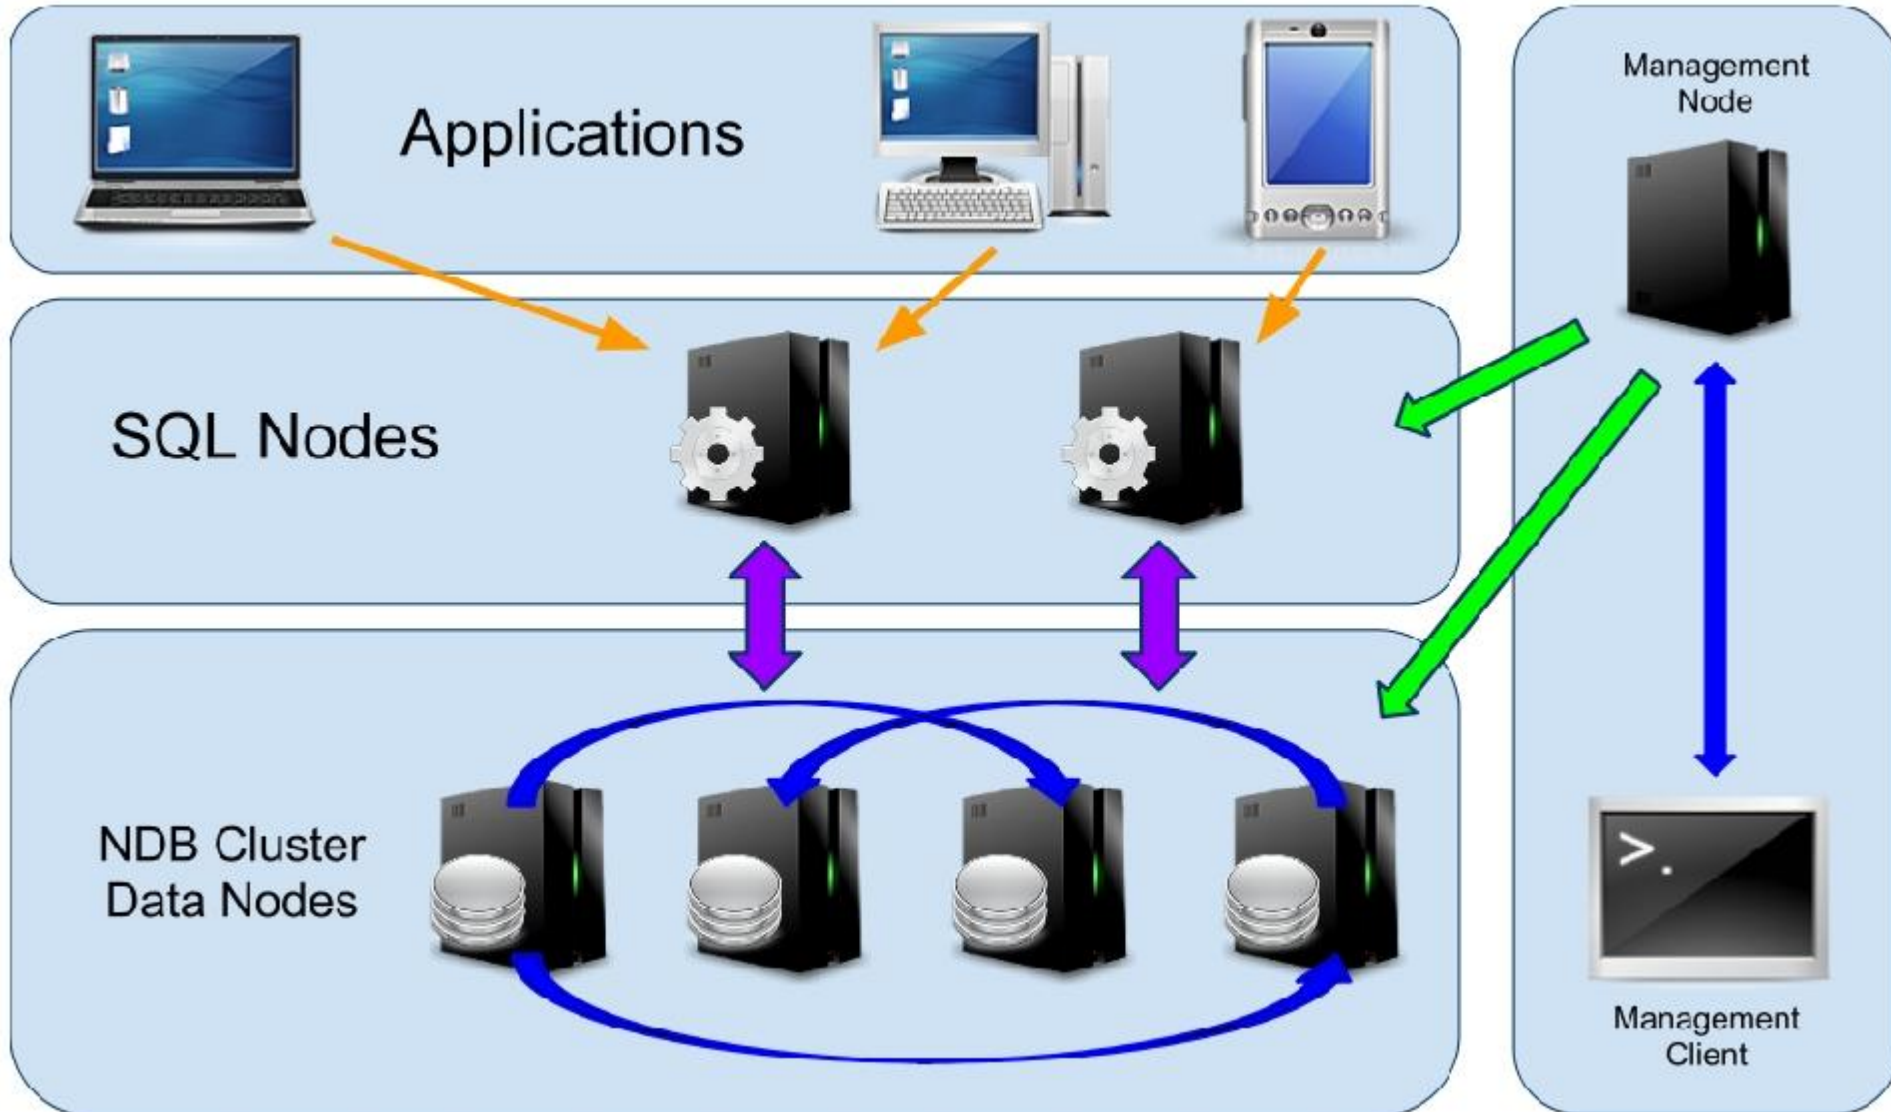 Applications
Management
Node
SQL Nodes
NDB Cluster
Data Nodes
>.
Management
Client